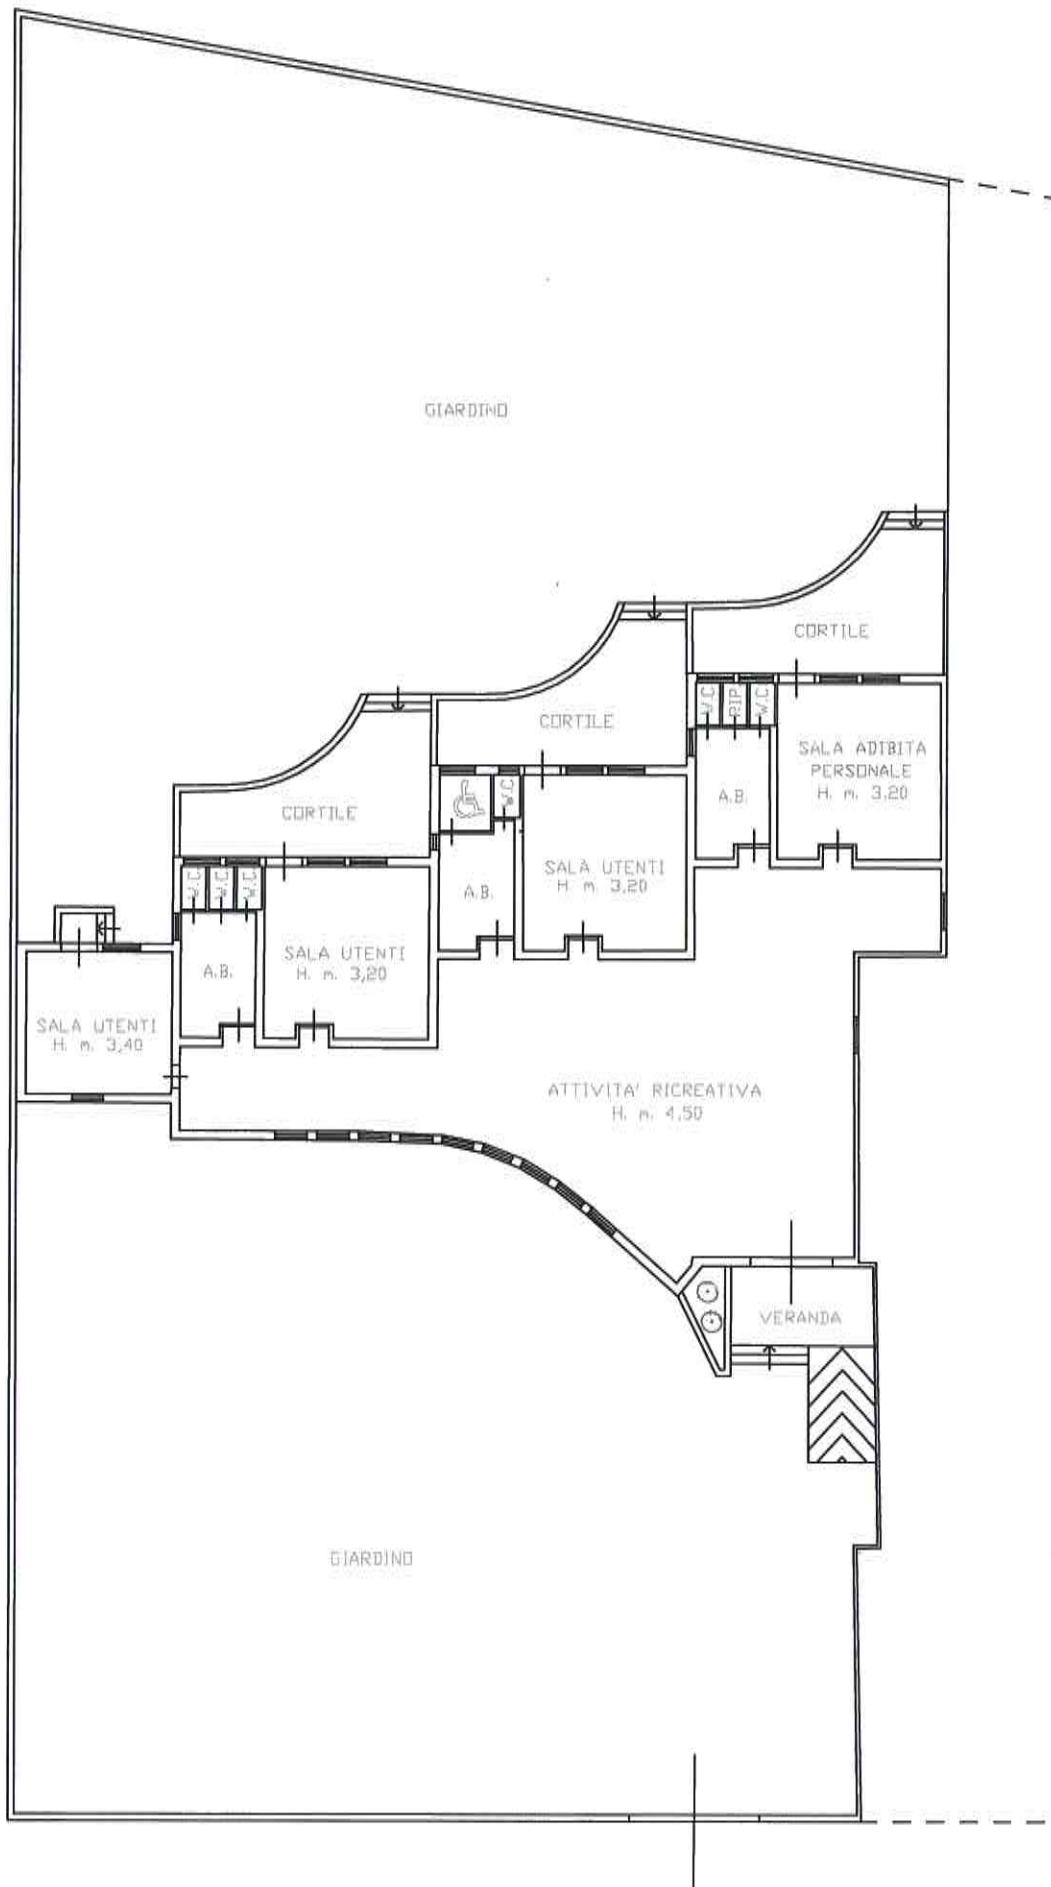 GIARDINO
CORTILE
CORTILE
CORTILE
W.C
RIP.
W.C
SALA ADIBITA
PERSONALE
H. m. 3,20
A.B.
W.C
SALA UTENTI
H. m. 3,20
A.B.
W.C
W.C
W.C
SALA UTENTI
H. m. 3,20
A.B.
SALA UTENTI
H. m. 3,40
ATTIVITA' RICREATIVA
H. m. 4,50
VERANDA
GIARDINO